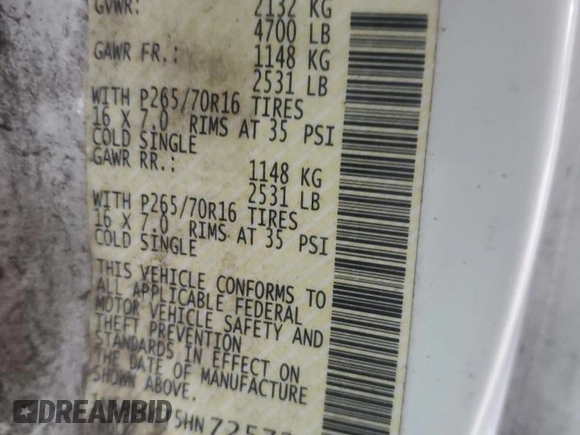 GVWR: 2132 KG
4700 LB
GAWR FR.: 1148 KG
2531 LB
WITH P265/70R16 TIRES
16 X 7.0 RIMS AT 35 PSI
COLD SINGLE
GAWR RR.: 1148 KG
2531 LB
WITH P265/70R16 TIRES
16 X 7.0 RIMS AT 35 PSI
COLD SINGLE
THIS VEHICLE CONFORMS TO
ALL APPLICABLE FEDERAL
MOTOR VEHICLE SAFETY AND
THEFT PREVENTION
STANDARDS IN EFFECT ON
THE DATE OF MANUFACTURE
SHOWN ABOVE.
DREAMBID